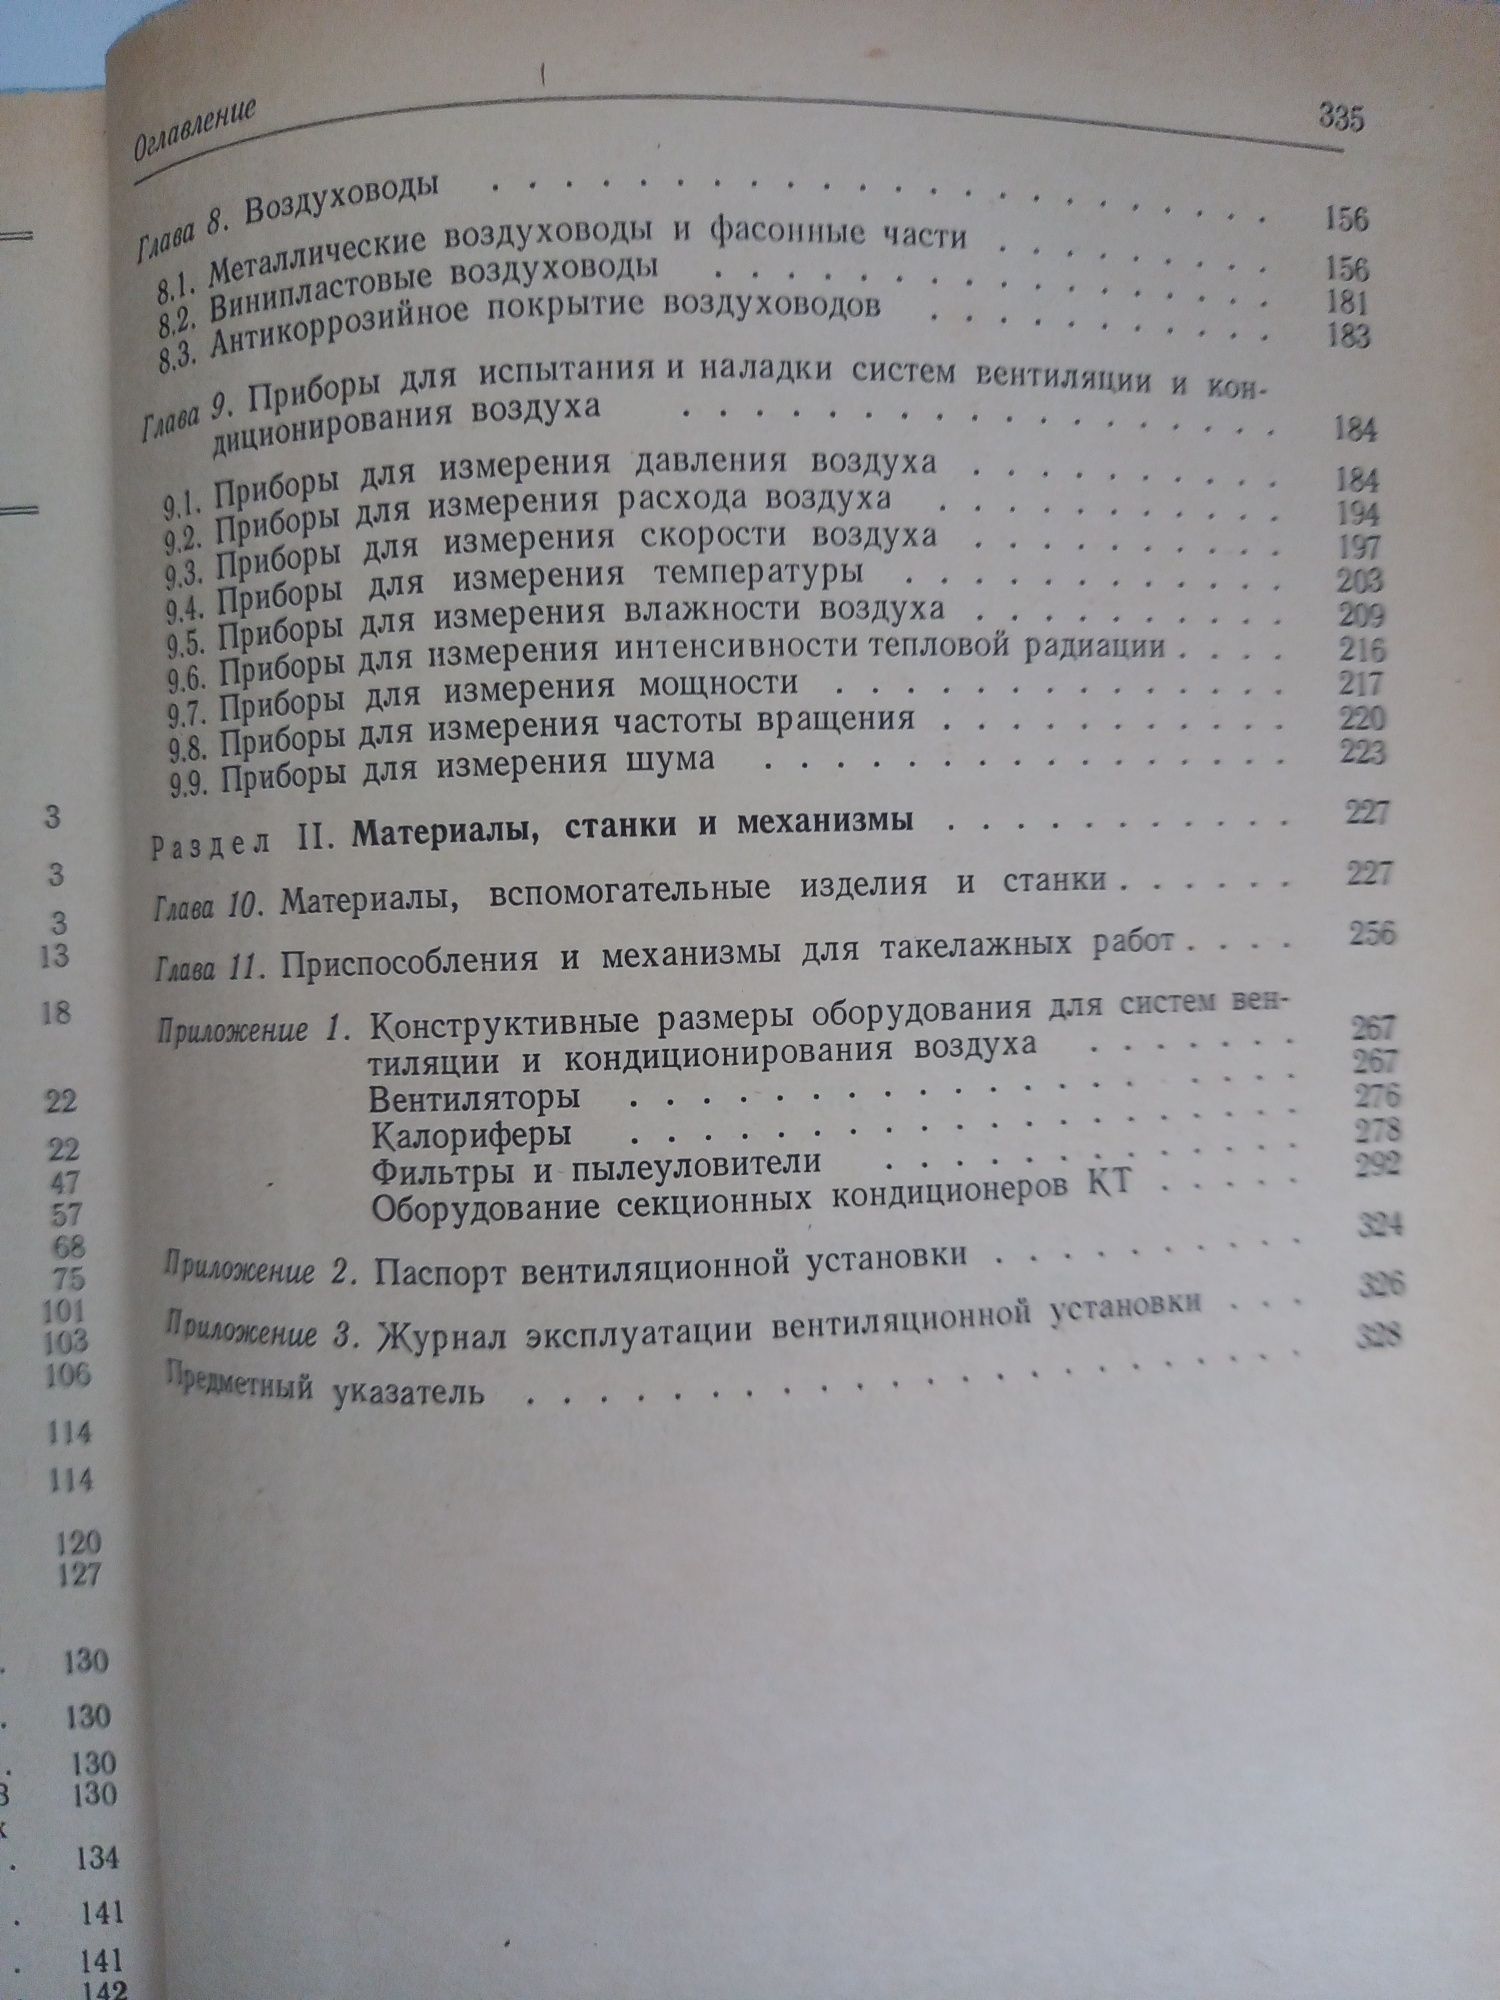 Оглавление 335
Глава 8. Воздуховоды . . . . . . . . . . . . . . . . . . . . . . 156
8.1. Металлические воздуховоды и фасонные части . . . . . . . . 156
8.2. Винипластовые воздуховоды . . . . . . . . . . . . . . . . 181
8.3. Антикоррозийное покрытие воздуховодов . . . . . . . . . . 183
Глава 9. Приборы для испытания и наладки систем вентиляции и кон-
диционирования воздуха . . . . . . . . . . . . . . . . . 184
9.1. Приборы для измерения давления воздуха . . . . . . . . . 184
9.2. Приборы для измерения расхода воздуха . . . . . . . . . . 194
9.3. Приборы для измерения скорости воздуха . . . . . . . . . 197
9.4. Приборы для измерения температуры . . . . . . . . . . . 203
9.5. Приборы для измерения влажности воздуха . . . . . . . . . 209
9.6. Приборы для измерения интенсивности тепловой радиации . . . . 216
9.7. Приборы для измерения мощности . . . . . . . . . . . . . 217
9.8. Приборы для измерения частоты вращения . . . . . . . . . . 220
9.9. Приборы для измерения шума . . . . . . . . . . . . . . . 223
Раздел II. Материалы, станки и механизмы . . . . . . . . . . 227
Глава 10. Материалы, вспомогательные изделия и станки . . . . . . 227
Глава 11. Приспособления и механизмы для такелажных работ . . . . 256
Приложение 1. Конструктивные размеры оборудования для систем вен-
тиляции и кондиционирования воздуха . . . . . . 267
Вентиляторы . . . . . . . . . . . . . . . . . . 267
Калориферы . . . . . . . . . . . . . . . . . . 276
Фильтры и пылеуловители . . . . . . . . . . . . 278
Оборудование секционных кондиционеров КТ . . . . . 292
Приложение 2. Паспорт вентиляционной установки . . . . . . . . . 324
Приложение 3. Журнал эксплуатации вентиляционной установки . . . 326
Предметный указатель . . . . . . . . . . . . . . . . . . . . . 328
3
3
3
13
18
22
22
47
57
68
75
101
103
106
114
114
120
127
. 130
. 130
. 130
в 130
к
. 134
. 141
. 141
. 142